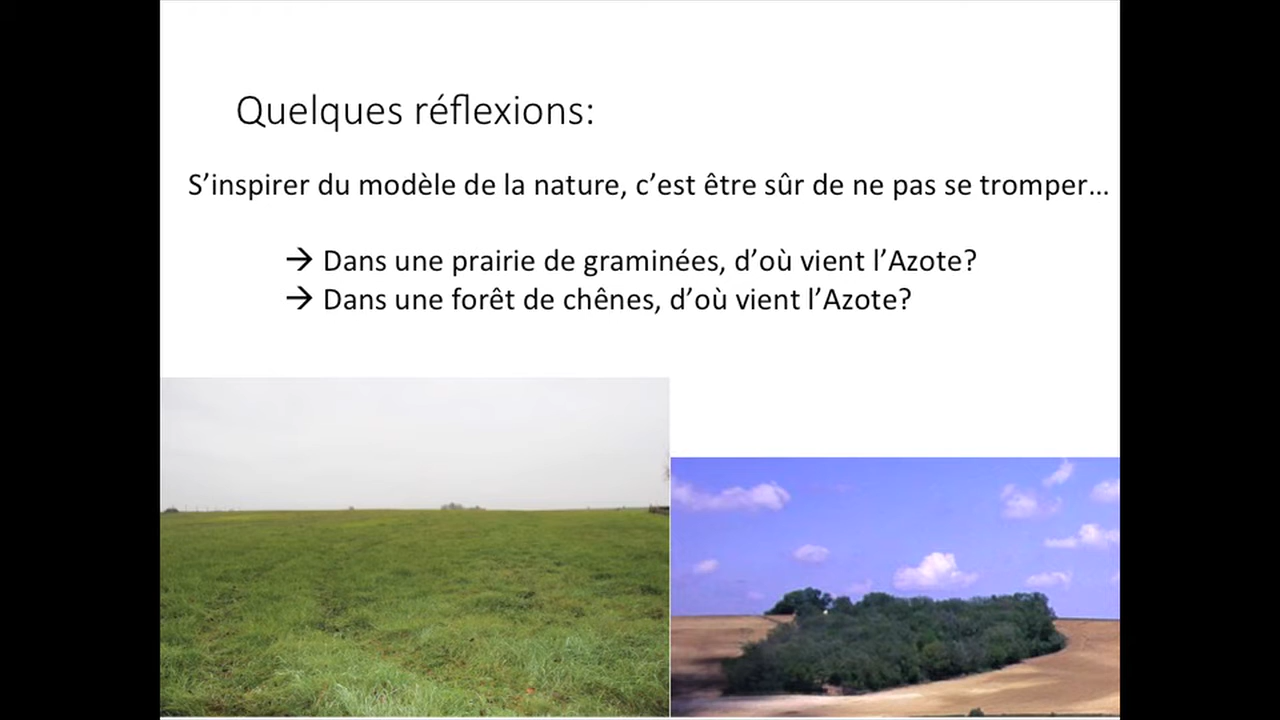 Quelques réflexions:
S’inspirer du modèle de la nature, c’est être sûr de ne pas se tromper…
→ Dans une prairie de graminées, d’où vient l’Azote?
→ Dans une forêt de chênes, d’où vient l’Azote?